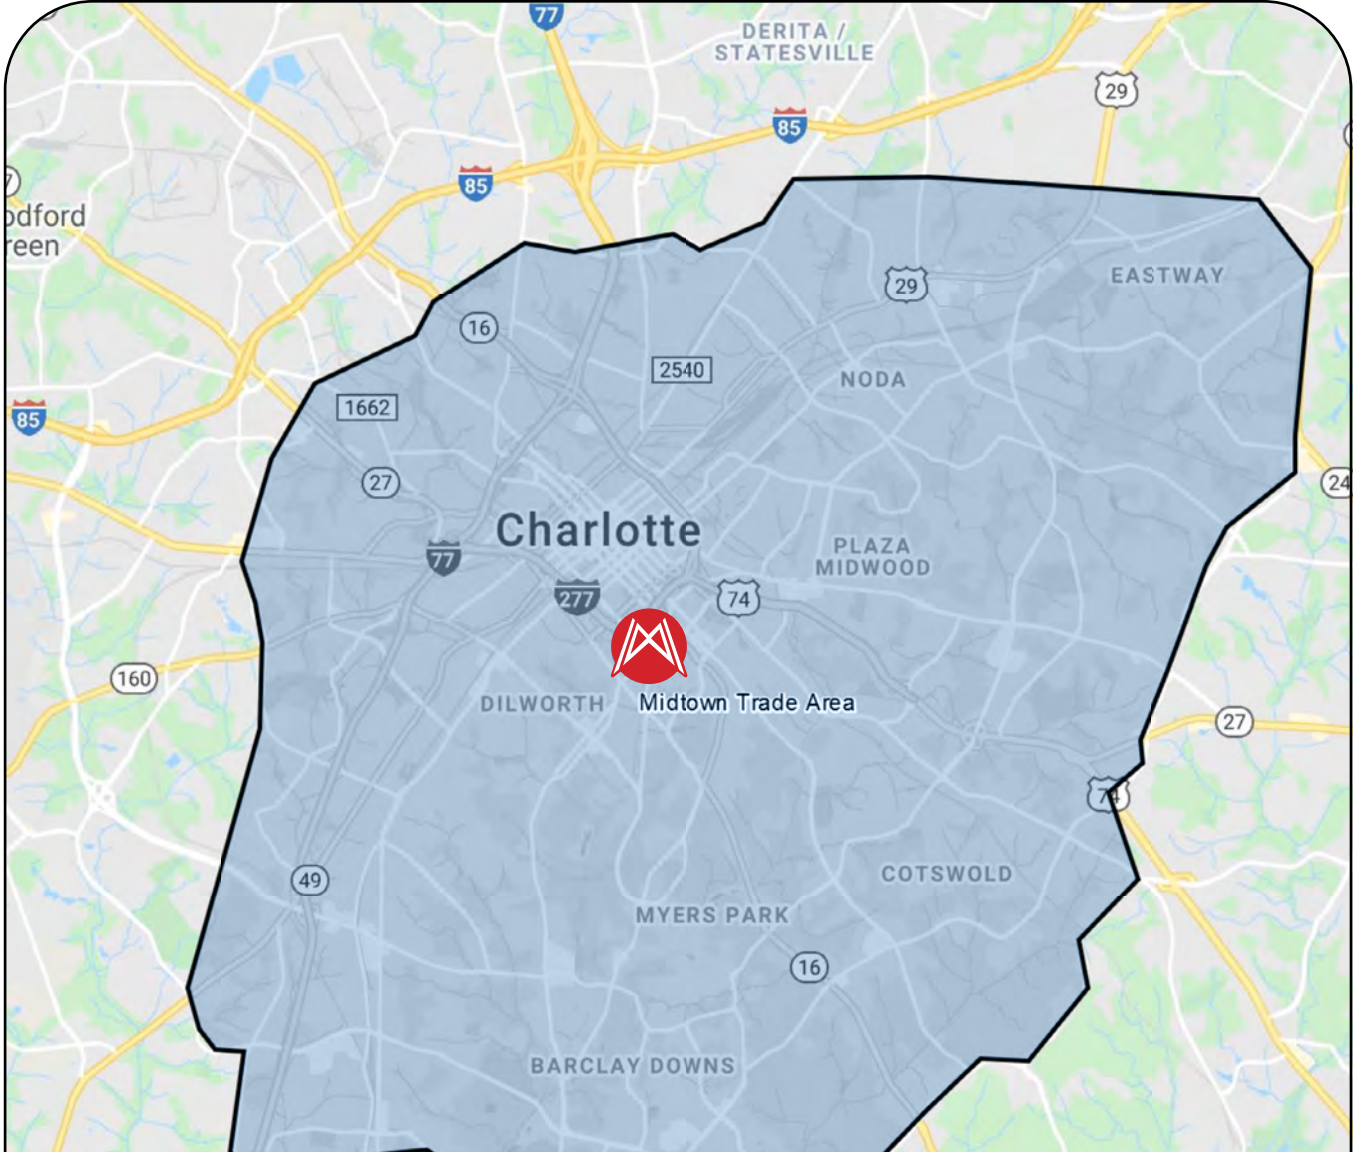 77
DERITA /
STATESVILLE
29
85
85
odford
reen
EASTWAY
29
16
2540
NODA
1662
85
27
24
Charlotte
PLAZA
MIDWOOD
77
277
74
160
DILWORTH
Midtown Trade Area
27
74
49
COTSWOLD
MYERS PARK
16
BARCLAY DOWNS